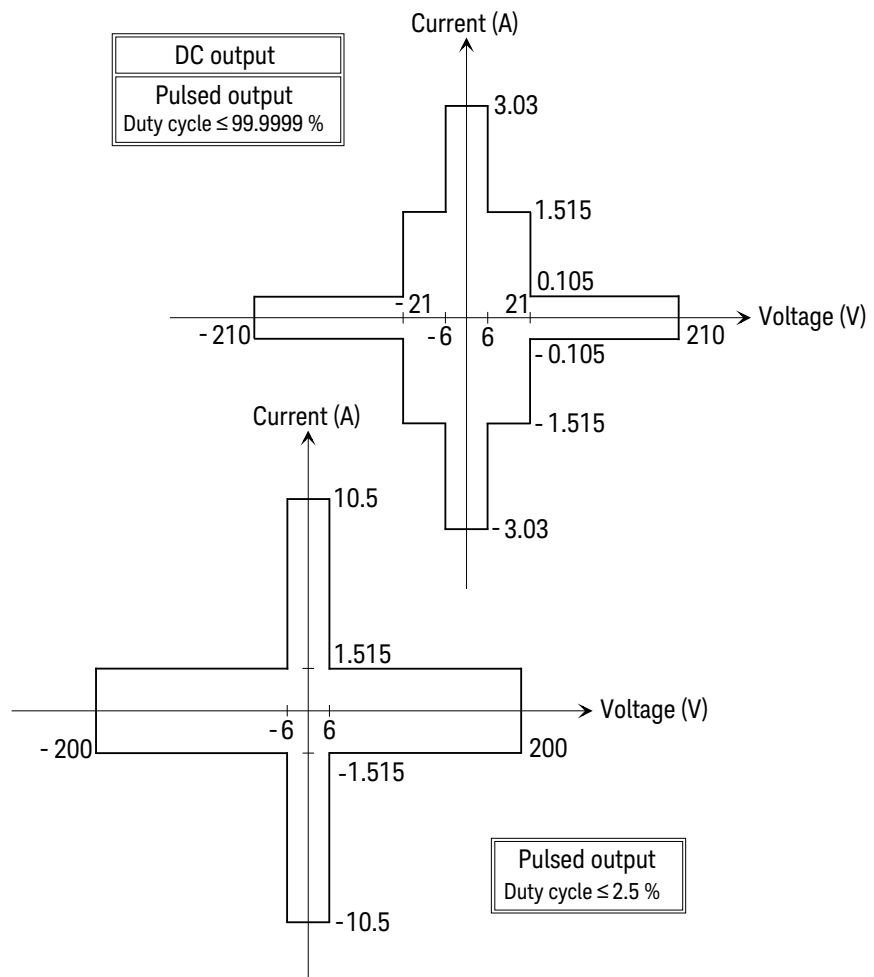 Current (A)
DC output
Pulsed output
Duty cycle ≤ 99.9999 %
3.03
1.515
0.105
- 21
21
Voltage (V)
- 210
- 6
6
210
- 0.105
- 1.515
- 3.03
Current (A)
10.5
1.515
Voltage (V)
- 6
6
- 200
200
-1.515
Pulsed output
Duty cycle ≤ 2.5 %
-10.5